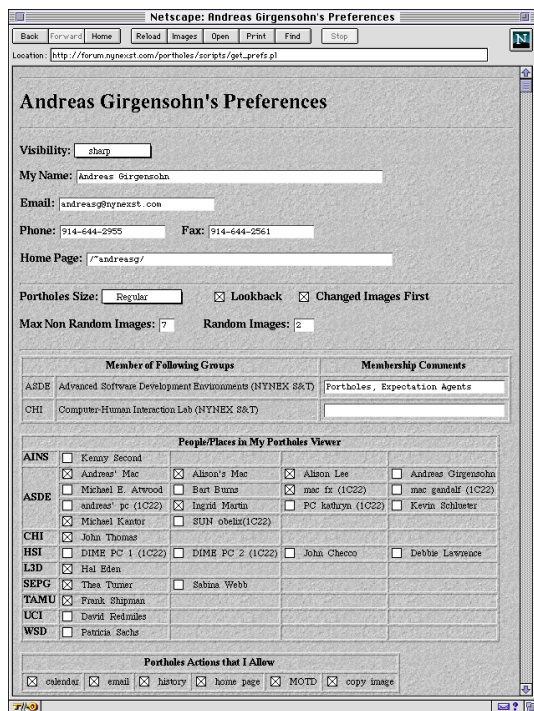 Netscape: Andreas Girgensohn's Preferences
Back Forward Home Reload Images Open Print Find Stop
N
Location: http://forum.nynexst.com/portholes/scripts/get_prefs.pl
Andreas Girgensohn's Preferences
Visibility: sharp
My Name: Andreas Girgensohn
Email: andreasg@nynexst.com
Phone: 914-644-2955 Fax: 914-644-2561
Home Page: /~andreasg/
Portholes Size: Regular Lookback Changed Images First
Max Non Random Images: 7 Random Images: 2
Member of Following Groups Membership Comments
ASDE Advanced Software Development Environments (NYNEX S&T) Portholes, Expectation Agents
CHI Computer-Human Interaction Lab (NYNEX S&T)
People/Places in My Portholes Viewer
AINS Kenny Second
ASDE Andreas' Mac Alison's Mac Alison Lee Andreas Girgensohn
Michael E. Atwood Bart Burns mac fx (1C22) mac gandalf (1C22)
andreas' pc (1C22) Ingrid Martin PC kathryn (1C22) Kevin Schlueter
Michael Kantor SUN obelix(1C22)
CHI John Thomas
HSI DIME PC 1 (1C22) DIME PC 2 (1C22) John Checco Debbie Lawrence
L3D Hal Eden
SEPG Thea Turner Sabina Webb
TAMU Frank Shipman
UCI David Redmiles
WSD Patricia Sachs
Portholes Actions that I Allow
calendar email history home page MOTD copy image